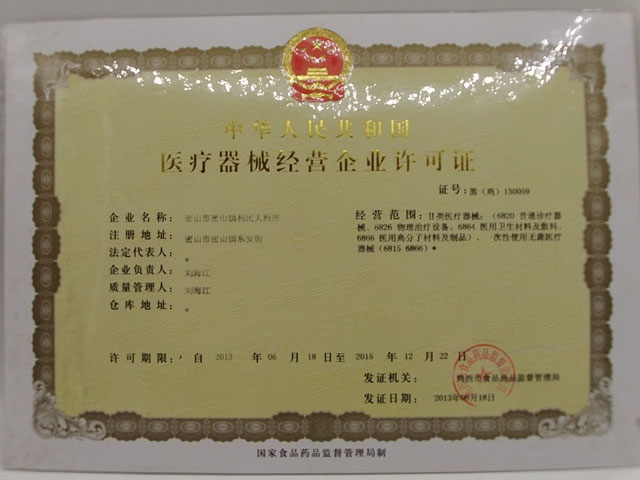 中华人民共和国
医疗器械经营企业许可证
证号：黑（鸡）130059
企业名称：密山市密山镇利民大药房
注册地址：密山市密山镇东安街
法定代表人：*
企业负责人：刘海江
质量管理人：刘海江
仓库地址：*
经营范围：II类医疗器械：（6820 普通诊疗器
械、6826 物理治疗设备、6864 医用卫生材料及敷料、
6866 医用高分子材料及制品）、一次性使用无菌医疗
器械（6815 6866）*
许可期限：自 2013 年 06 月 18 日至 2015 年 12 月 22 日
发证机关：鸡西市食品药品监督管理局
发证日期：2013年06月18日
国家食品药品监督管理局制